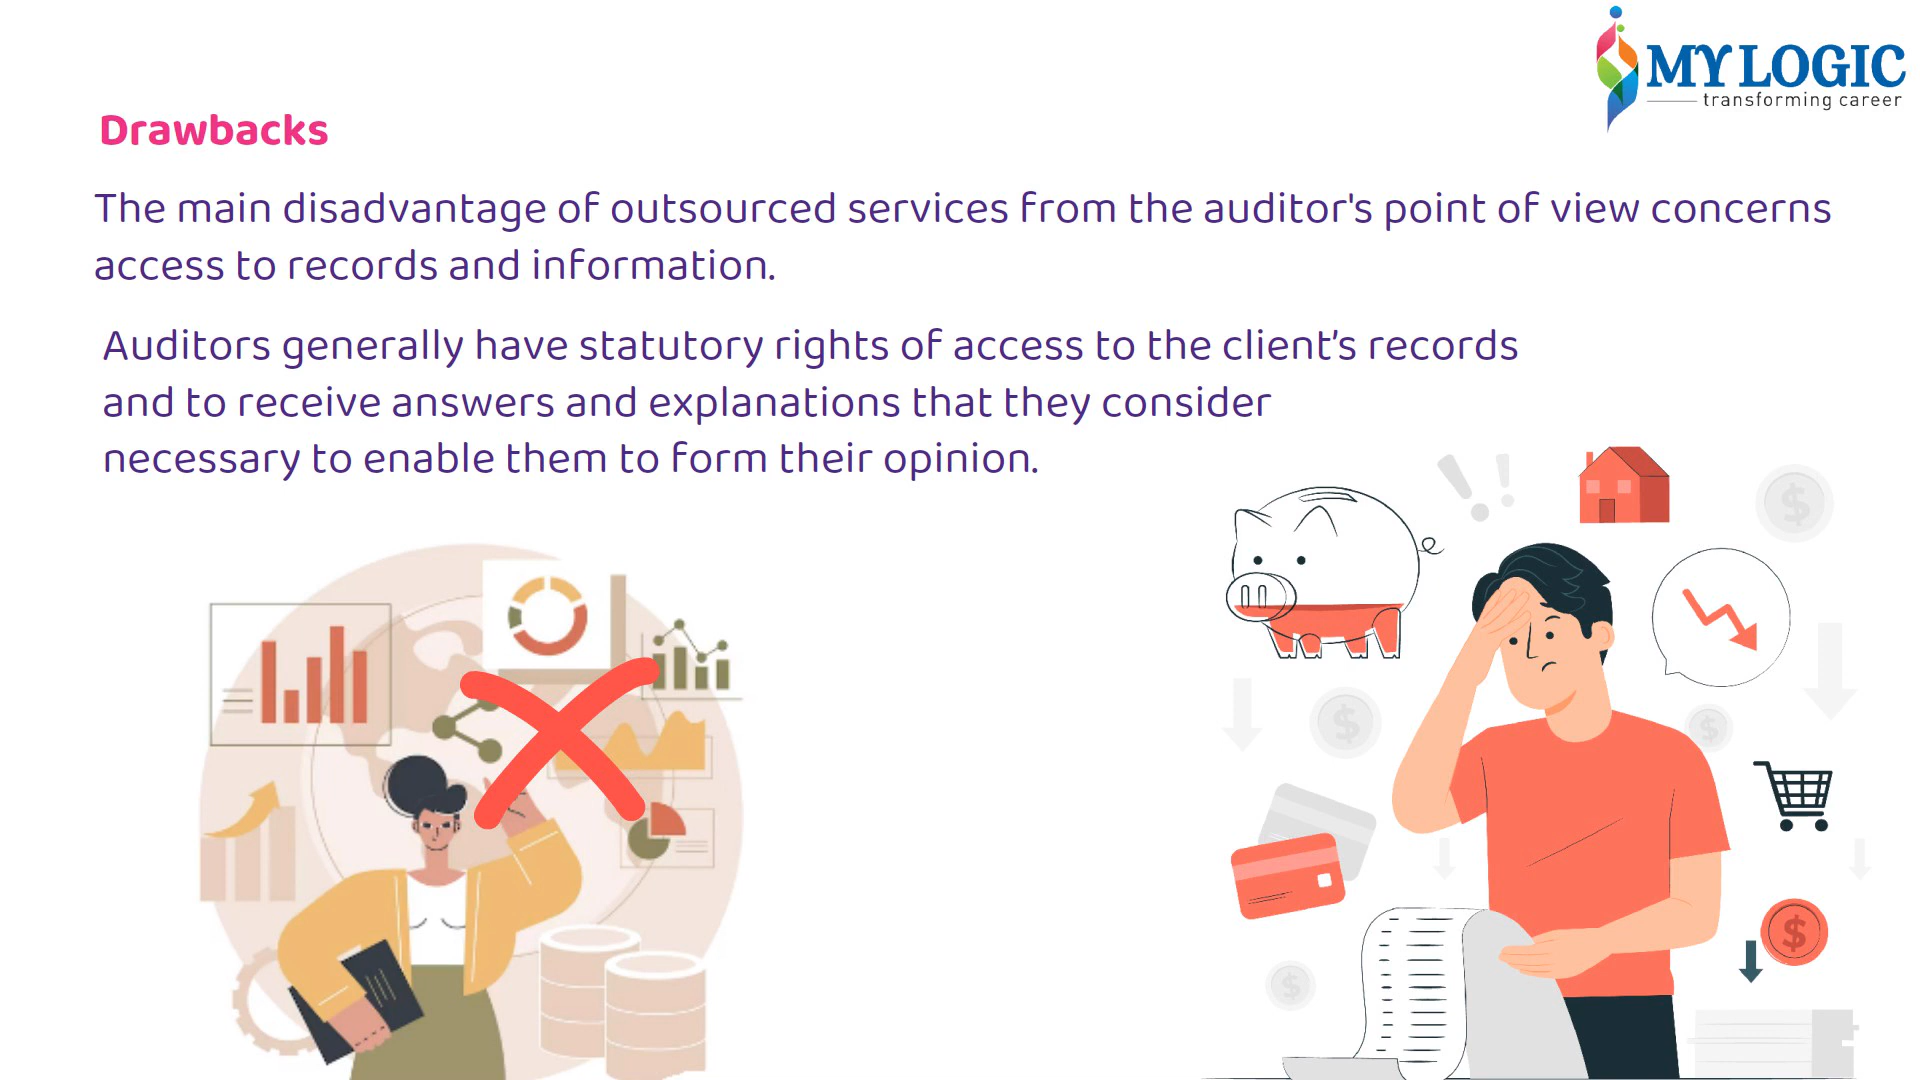 MY LOGIC
transforming career
Drawbacks
The main disadvantage of outsourced services from the auditor's point of view concerns
access to records and information.
Auditors generally have statutory rights of access to the client’s records
and to receive answers and explanations that they consider
necessary to enable them to form their opinion.